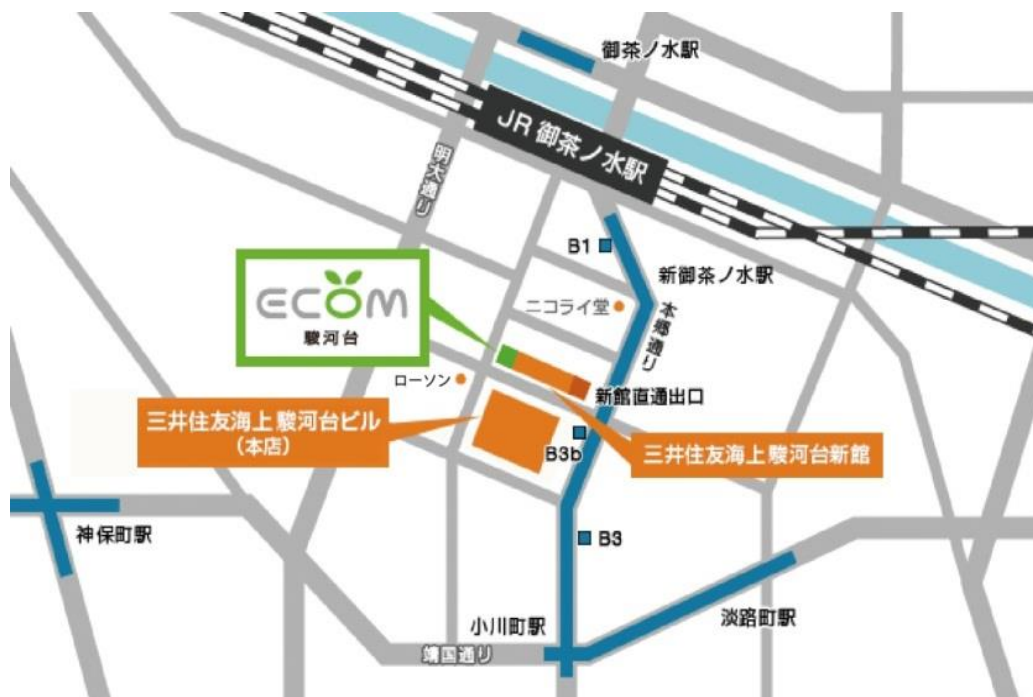 御茶ノ水駅
JR 御茶ノ水駅
明大通り
B1
新御茶ノ水駅
ECOM
駿河台
ニコライ堂
本郷通り
ローソン
新館直通出口
三井住友海上 駿河台ビル
(本店)
B3b
三井住友海上 駿河台新館
神保町駅
B3
小川町駅
淡路町駅
靖国通り